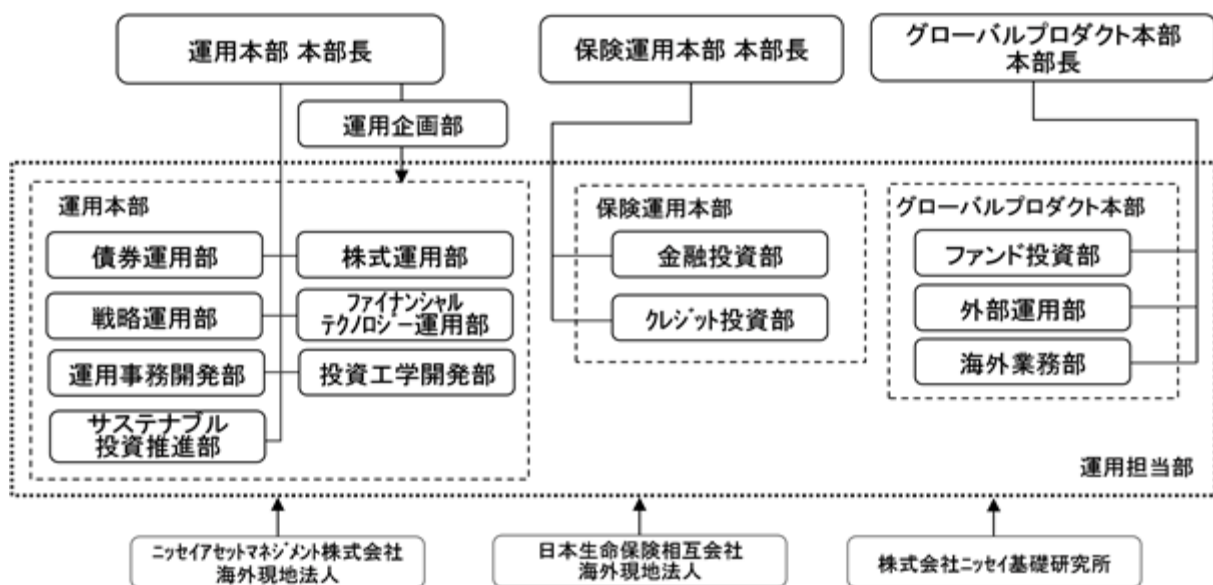 運用本部 本部長
保険運用本部 本部長
グローバルプロダクト本部
本部長
運用企画部
運用本部
債券運用部
株式運用部
戦略運用部
ファイナンシャル
テクノロジー運用部
運用事務開発部
投資工学開発部
サステナブル
投資推進部
保険運用本部
金融投資部
クレジット投資部
グローバルプロダクト本部
ファンド投資部
外部運用部
海外業務部
運用担当部
ニッセイアセットマネジメント株式会社
海外現地法人
日本生命保険相互会社
海外現地法人
株式会社ニッセイ基礎研究所